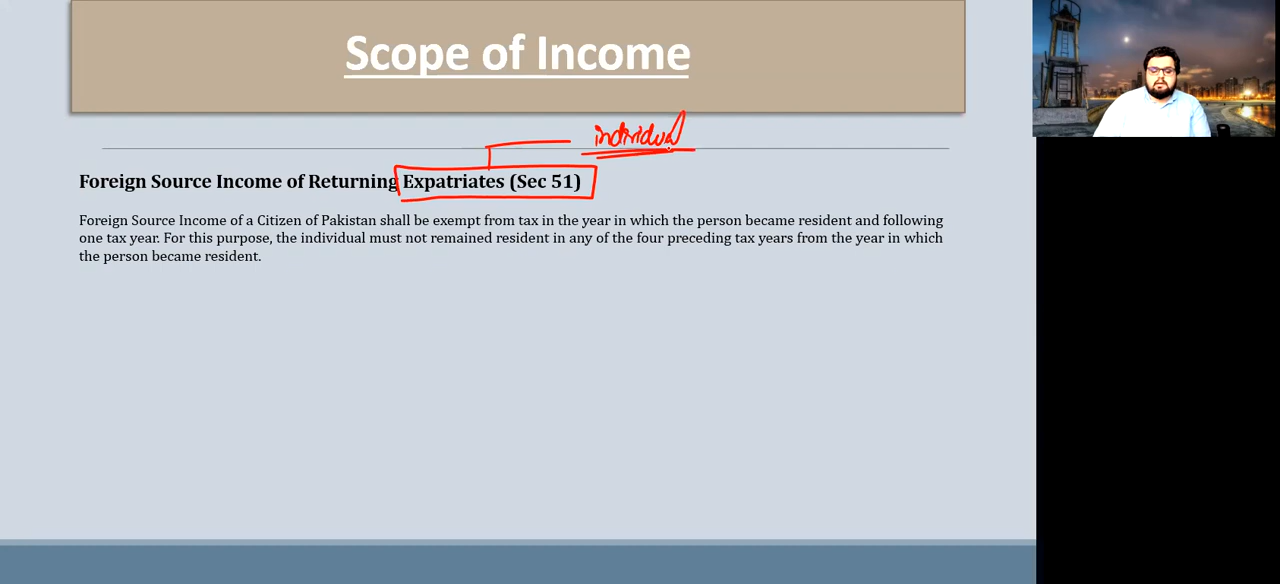 Scope of Income
individual
Foreign Source Income of Returning Expatriates (Sec 51)
Foreign Source Income of a Citizen of Pakistan shall be exempt from tax in the year in which the person became resident and following
one tax year. For this purpose, the individual must not remained resident in any of the four preceding tax years from the year in which
the person became resident.